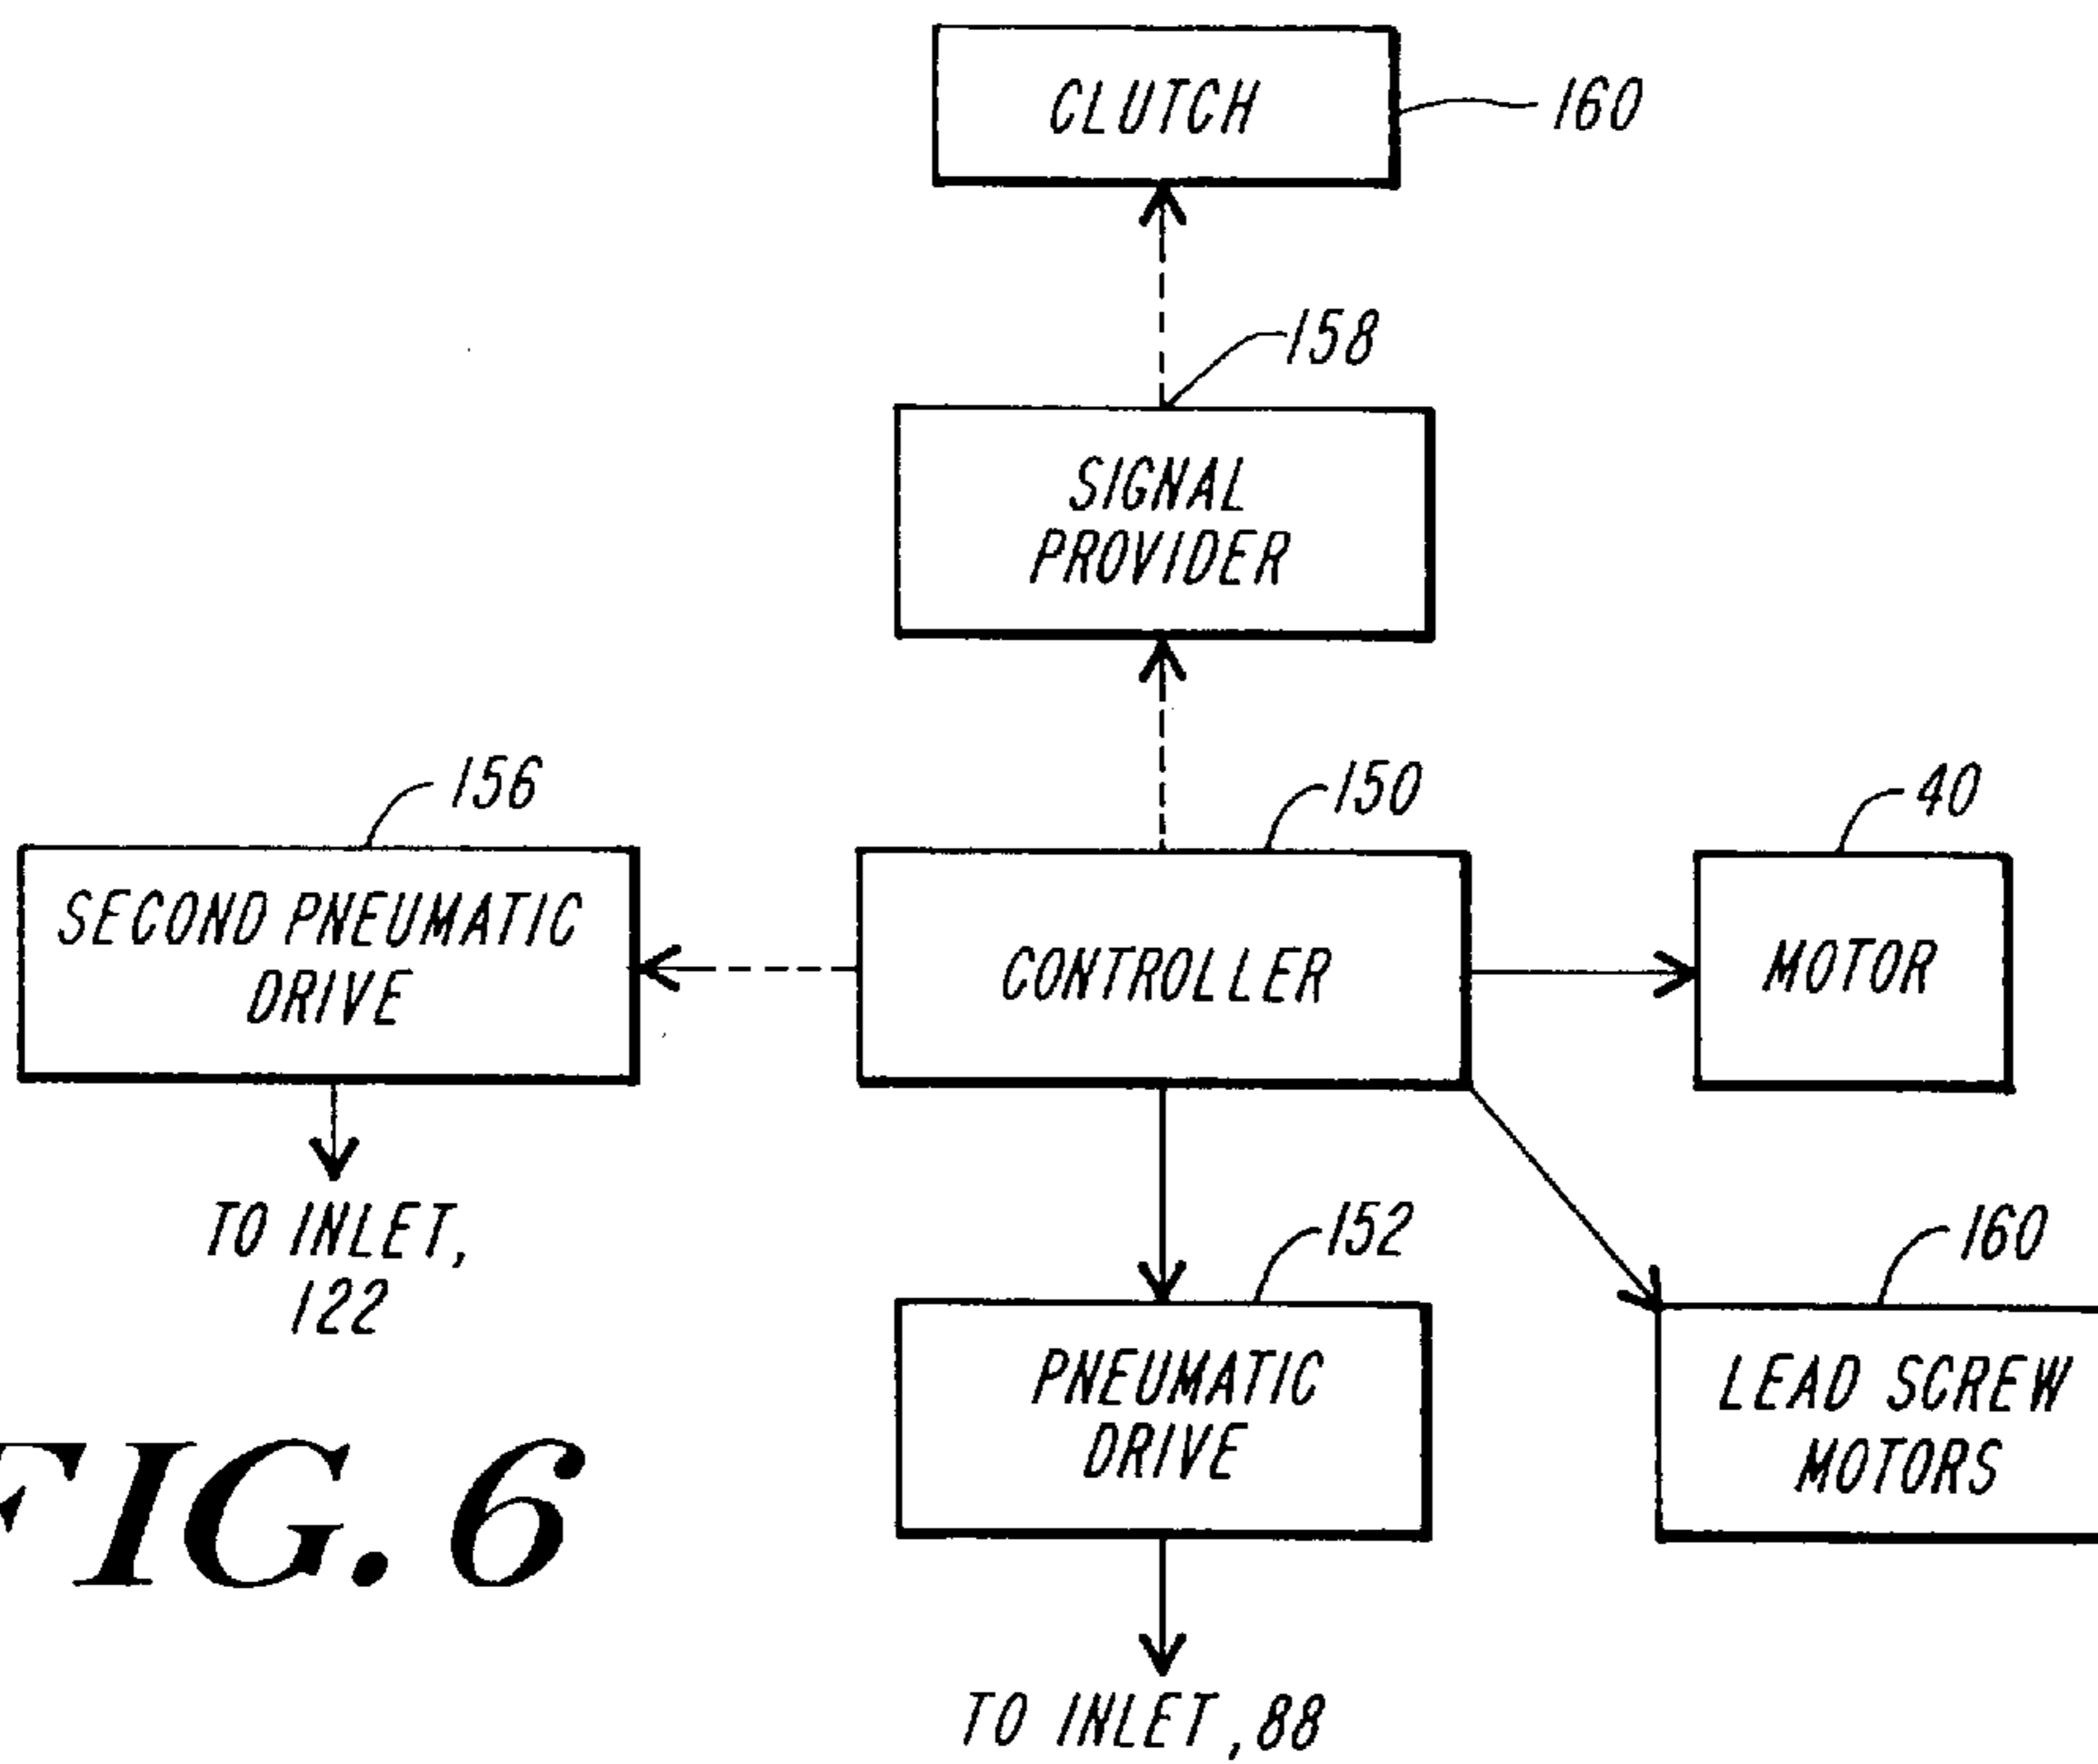 CLUTCH
160
158
SIGNAL
PROVIDER
156
150
40
SECOND PNEUMATIC
DRIVE
CONTROLLER
MOTOR
TO INLET,
122
152
160
PNEUMATIC
DRIVE
LEAD SCREW
MOTORS
FIG. 6
TO INLET, 88